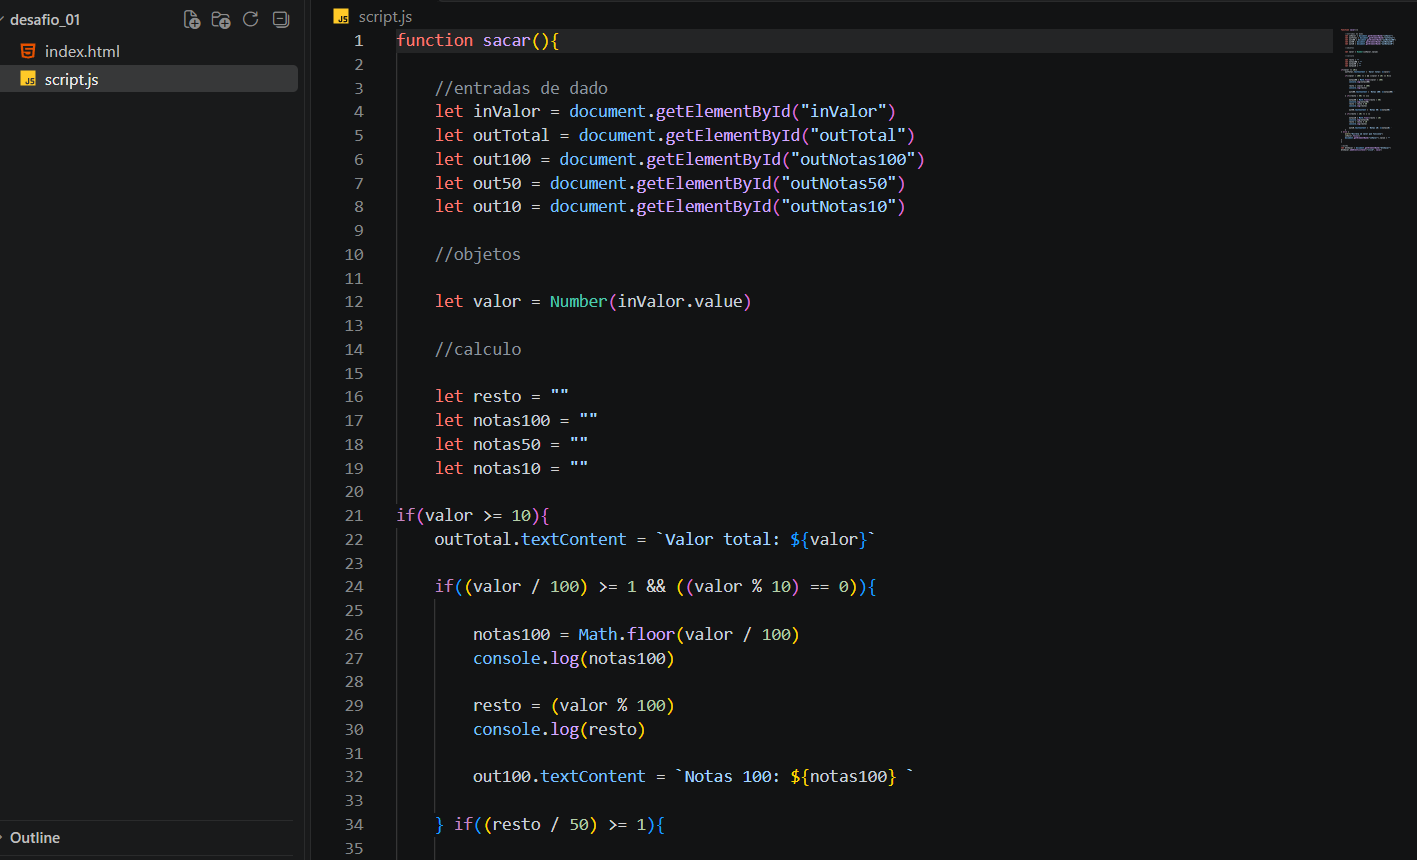 desafio_01
index.html
script.js
Outline
script.js
1 function sacar(){
2
3 //entradas de dado
4 let inValor = document.getElementById("inValor")
5 let outTotal = document.getElementById("outTotal")
6 let out100 = document.getElementById("outNotas100")
7 let out50 = document.getElementById("outNotas50")
8 let out10 = document.getElementById("outNotas10")
9
10 //objetos
11
12 let valor = Number(inValor.value)
13
14 //calculo
15
16 let resto = ""
17 let notas100 = ""
18 let notas50 = ""
19 let notas10 = ""
20
21 if(valor >= 10){
22 outTotal.textContent = `Valor total: ${valor}`
23
24 if((valor / 100) >= 1 && ((valor % 10) == 0)){
25
26 notas100 = Math.floor(valor / 100)
27 console.log(notas100)
28
29 resto = (valor % 100)
30 console.log(resto)
31
32 out100.textContent = `Notas 100: ${notas100} `
33
34 } if((resto / 50) >= 1){
35